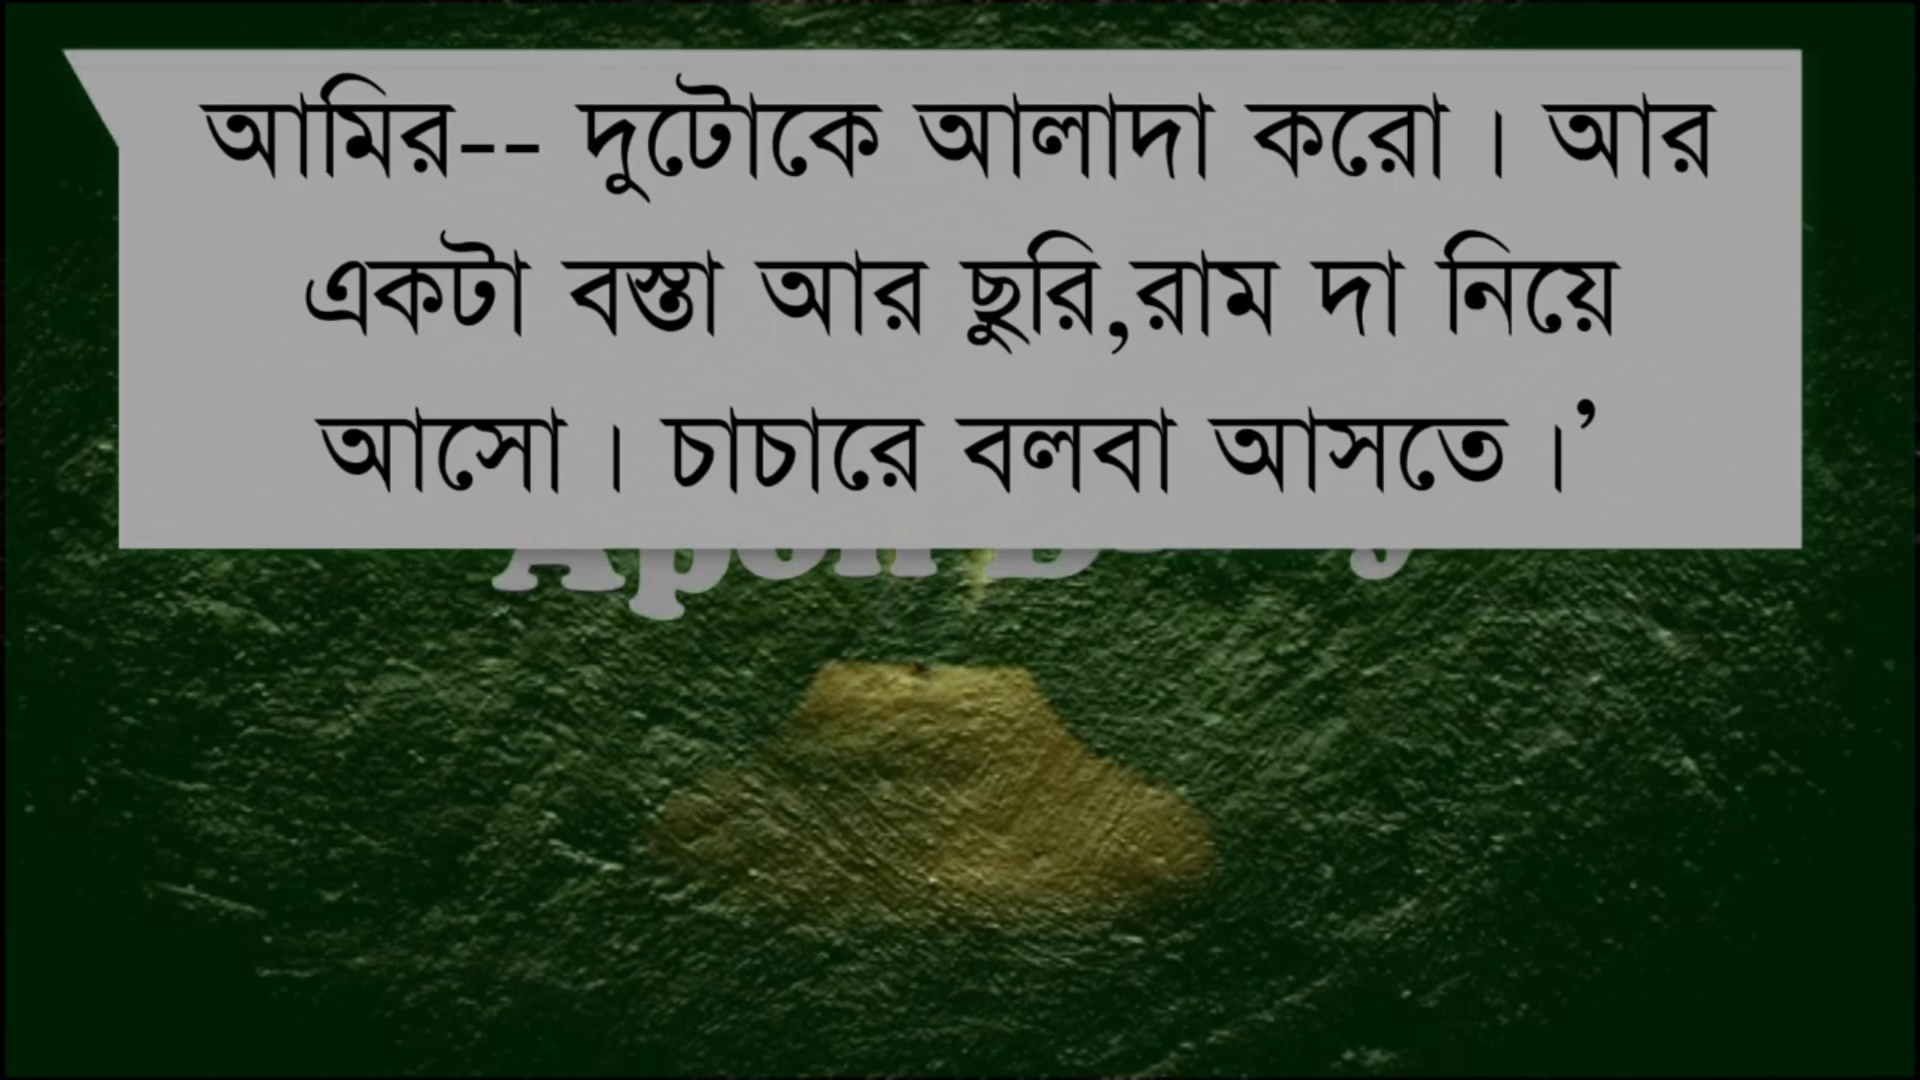 আমির-- দুটোকে আলাদা করো । আর
একটা বস্তা আর ছুরি,রাম দা নিয়ে
আসো । চাচারে বলবা আসতে ।’